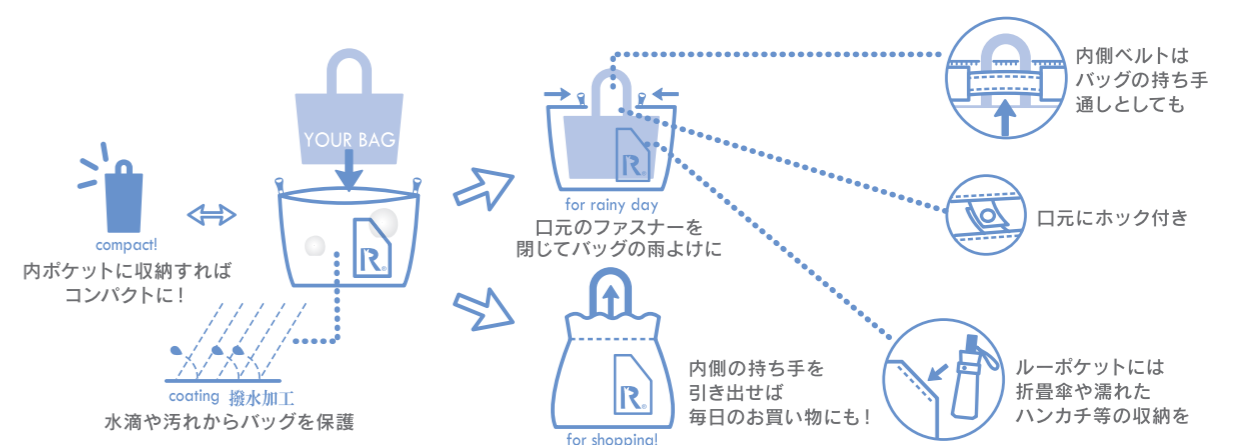 YOUR BAG
compact!
内ポケットに収納すれば
コンパクトに!
R®
coating 撥水加工
水滴や汚れからバッグを保護
R®
for rainy day
口元のファスナーを
閉じてバッグの雨よけに
R®
for shopping!
内側の持ち手を
引き出せば
毎日のお買い物にも!
内側ベルトは
バッグの持ち手
通しとしても
口元にホック付き
ルーポケットには
折畳傘や濡れた
ハンカチ等の収納を